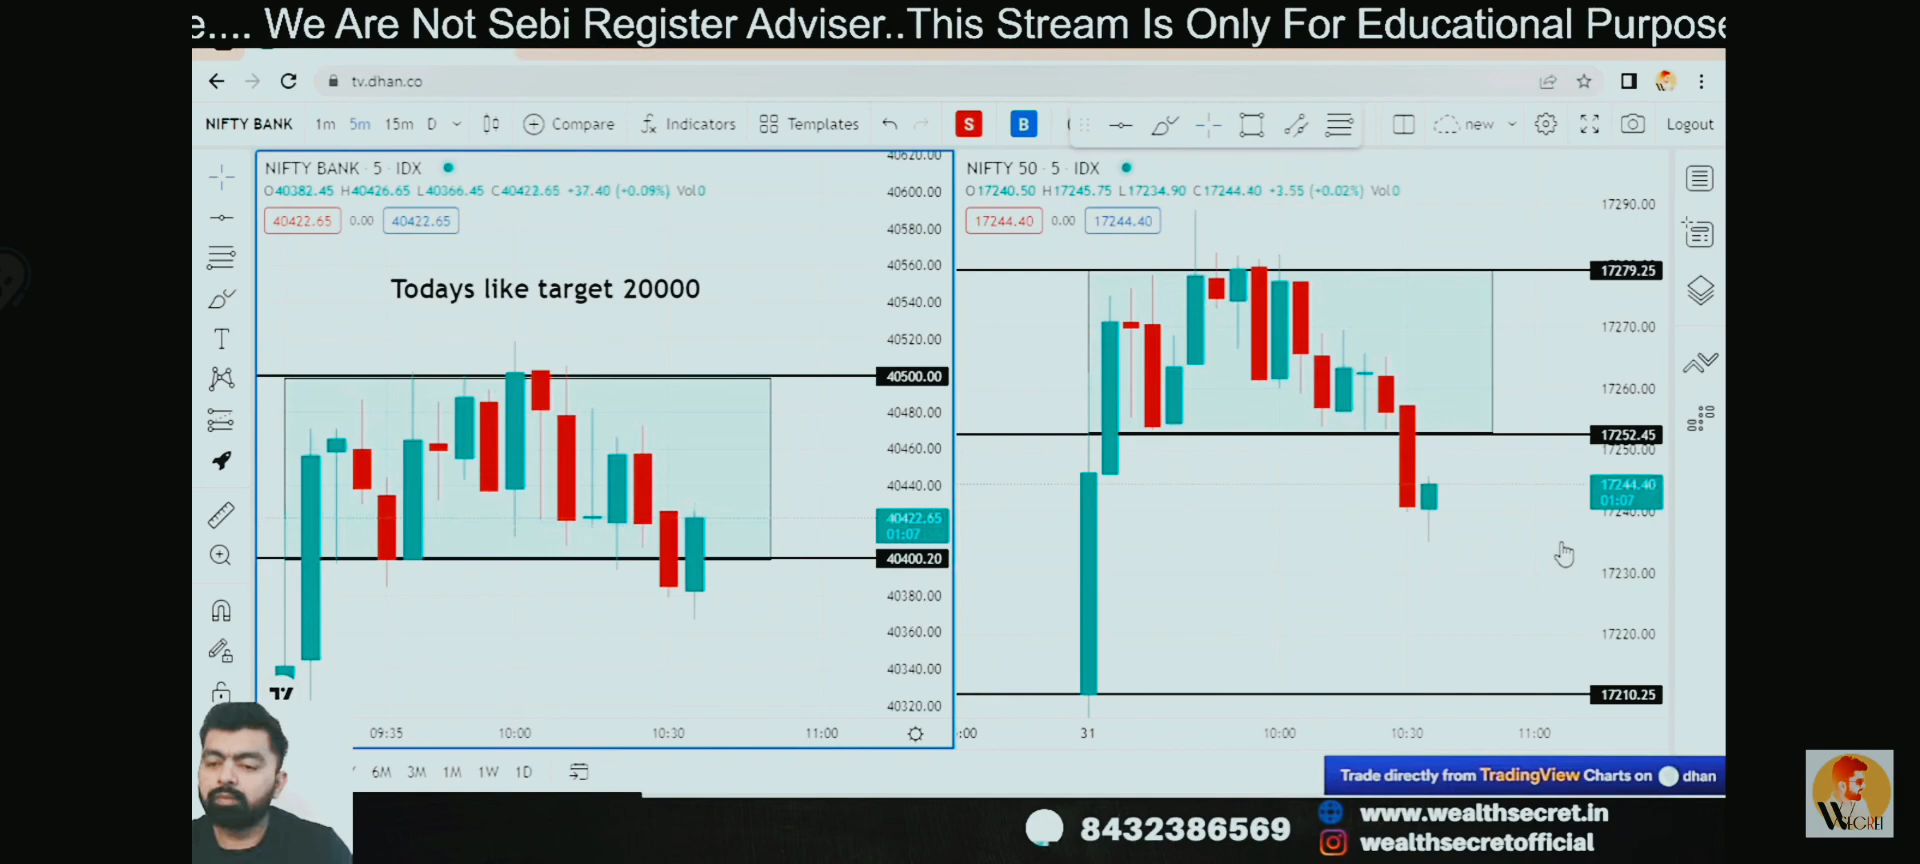 e.... We Are Not Sebi Register Adviser..This Stream Is Only For Educational Purpose
tv.dhan.co
NIFTY BANK 1m 5m 15m D Compare Indicators Templates S B new Logout
NIFTY BANK · 5 · IDX
O40382.45 H40426.65 L40366.45 C40422.65 +37.40 (+0.09%) Vol0
40422.65 0.00 40422.65
Todays like target 20000
40620.00
40600.00
40580.00
40560.00
40540.00
40520.00
40500.00
40480.00
40460.00
40440.00
40422.65
01:07
40400.20
40380.00
40360.00
40340.00
40320.00
09:35 10:00 10:30 11:00
NIFTY 50 · 5 · IDX
O17240.50 H17245.75 L17234.90 C17244.40 +3.55 (+0.02%) Vol0
17244.40 0.00 17244.40
17290.00
17279.25
17270.00
17260.00
17252.45
17250.00
17244.40
01:07
17240.00
17230.00
17220.00
17210.25
:00 31 10:00 10:30 11:00
6M 3M 1M 1W 1D
Trade directly from TradingView Charts on dhan
8432386569
www.wealthsecret.in
wealthsecretofficial
W SECRET